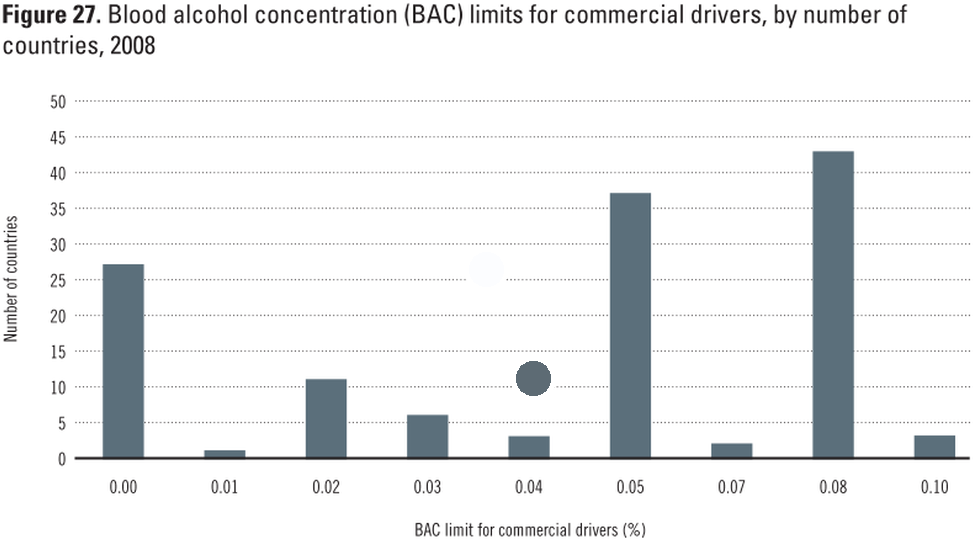 Figure 27. Blood alcohol concentration (BAC) limits for commercial drivers, by number of
countries, 2008
50
45
40
35
30
25
20
15
10
5
0
Number of countries
0.00 0.01 0.02 0.03 0.04 0.05 0.07 0.08 0.10
BAC limit for commercial drivers (%)